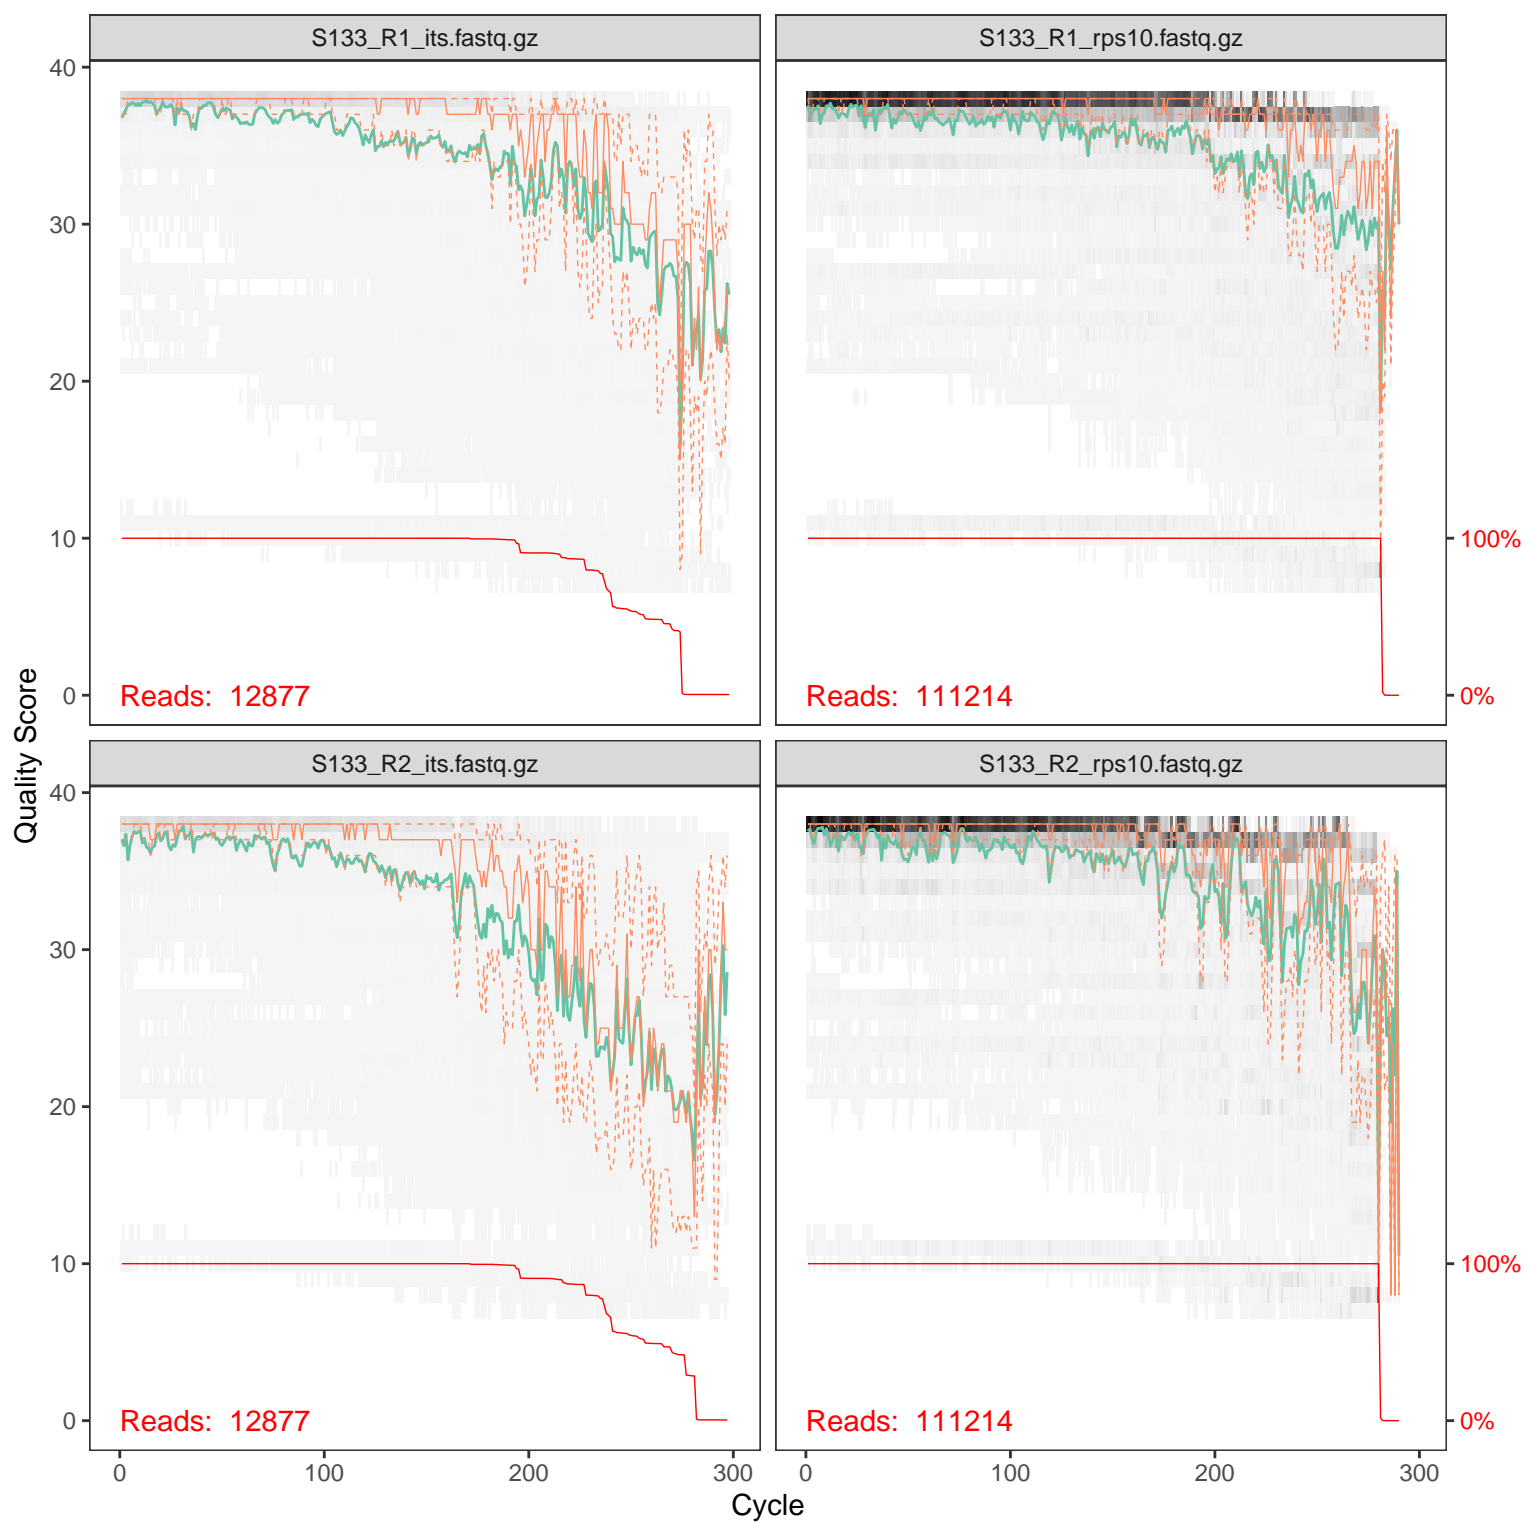 S133_R1_its.fastq.gz
S133_R1_rps10.fastq.gz
40
30
20
10
0
Reads: 12877
Reads: 111214
100%
0%
Quality Score
S133_R2_its.fastq.gz
S133_R2_rps10.fastq.gz
40
30
20
10
0
Reads: 12877
Reads: 111214
100%
0%
0 100 200 300
0 100 200 300
Cycle